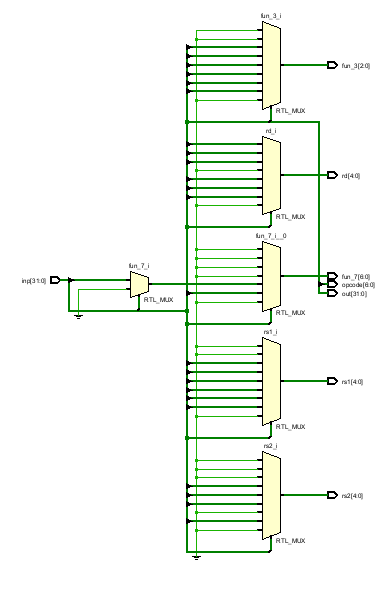 fun_3_i
fun_3[2:0]
RTL_MUX
rd_i
rd[4:0]
RTL_MUX
fun_7_i__0
fun_7_i
inp[31:0]
fun_7[6:0]
opcode[6:0]
out[31:0]
RTL_MUX
RTL_MUX
rs1_i
rs1[4:0]
RTL_MUX
rs2_i
rs2[4:0]
RTL_MUX